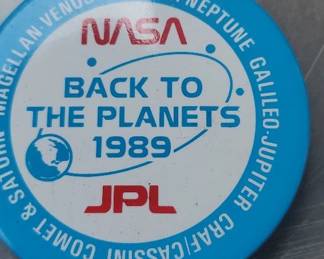 NASA
BACK TO
THE PLANETS
1989
JPL
MAGELLAN VENUS
NEPTUNE GALILEO-JUPITER CRAF/CASSINI COMET & SATURN